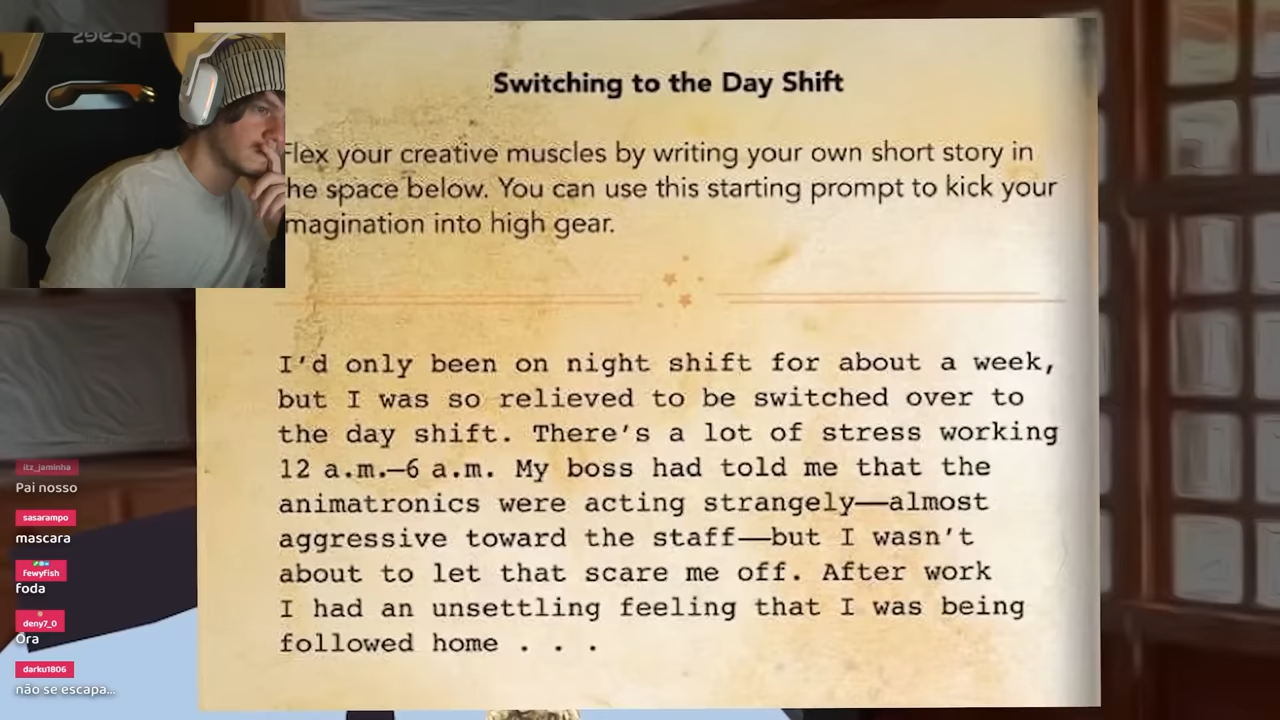 Switching to the Day Shift
Flex your creative muscles by writing your own short story in
he space below. You can use this starting prompt to kick your
magination into high gear.
I'd only been on night shift for about a week,
but I was so relieved to be switched over to
the day shift. There's a lot of stress working
12 a.m.—6 a.m. My boss had told me that the
animatronics were acting strangely—almost
aggressive toward the staff—but I wasn't
about to let that scare me off. After work
I had an unsettling feeling that I was being
followed home . . .
itz_jaminha
Pai nosso
sasarampo
mascara
fewyfish
foda
deny7_0
Ora
darku1806
não se escapa...